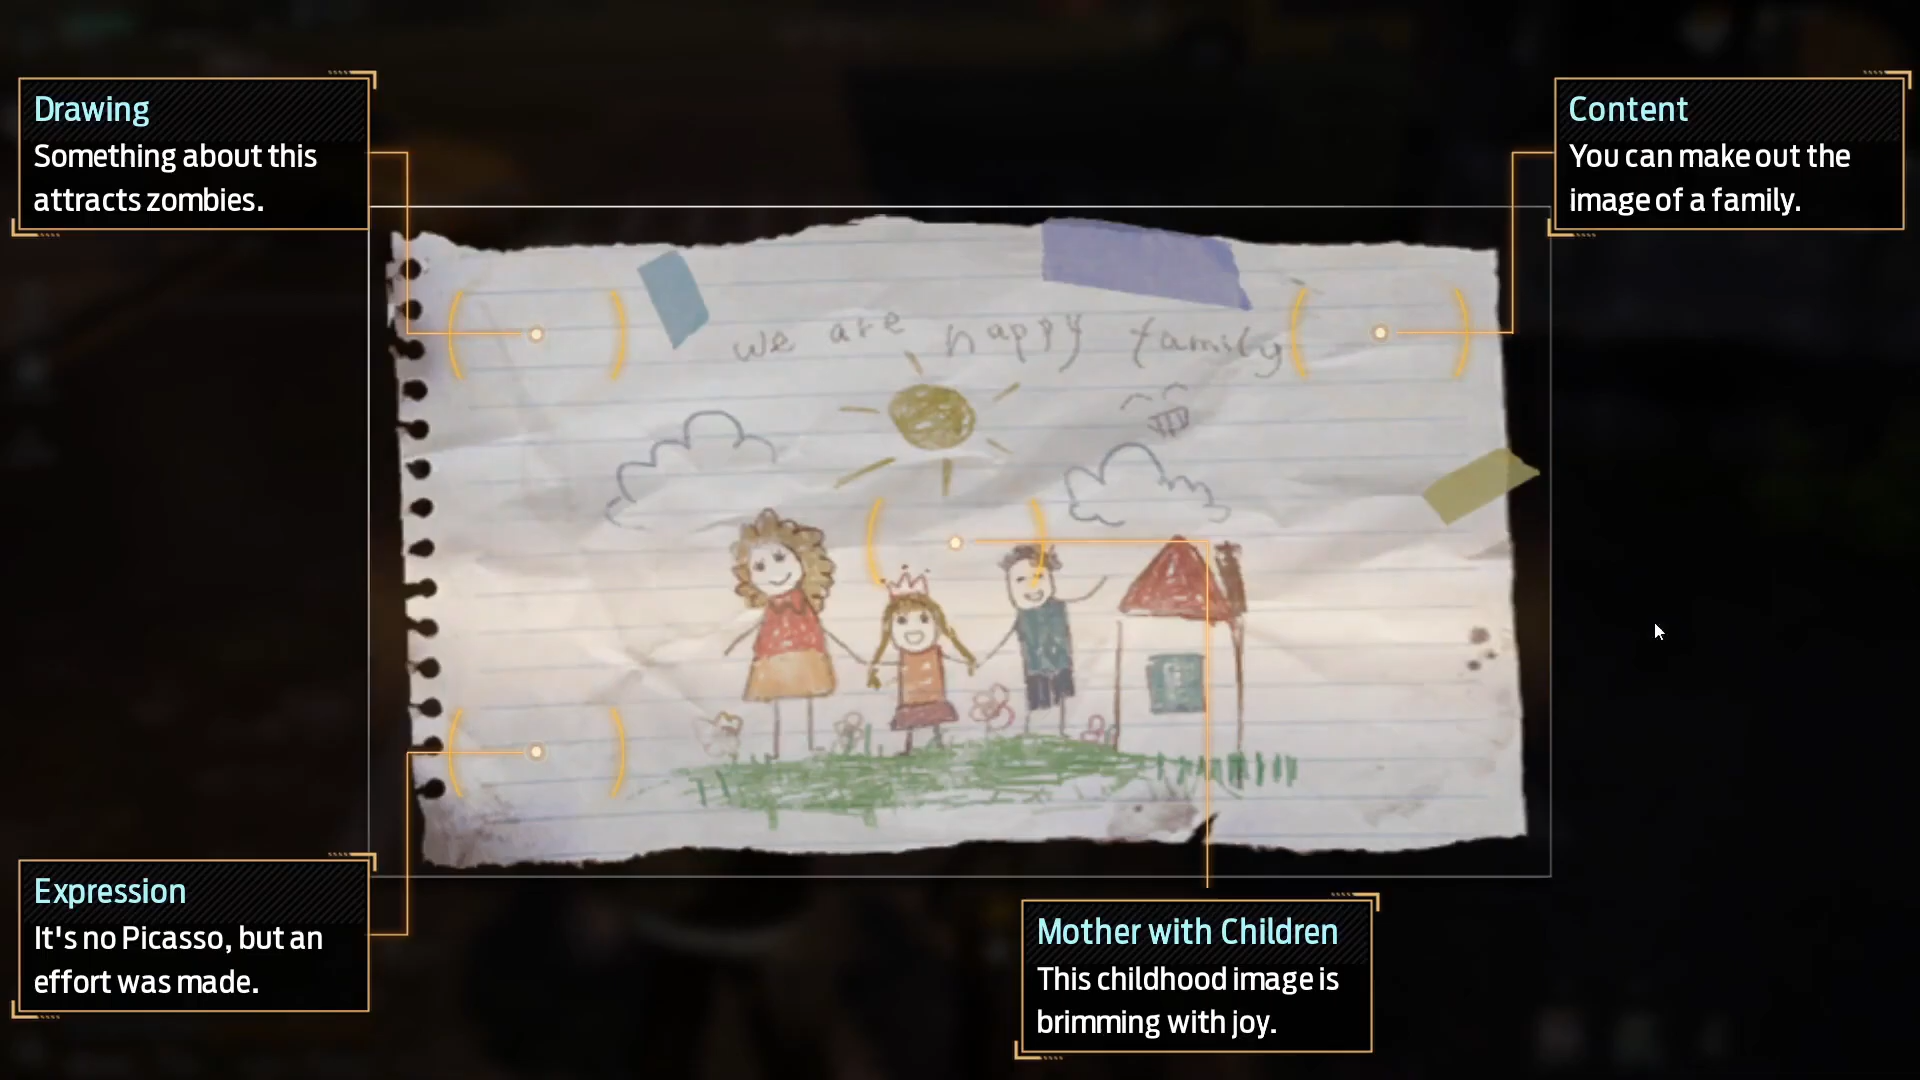 Drawing
Something about this
attracts zombies.
Content
You can make out the
image of a family.
we are happy family
Expression
It's no Picasso, but an
effort was made.
Mother with Children
This childhood image is
brimming with joy.